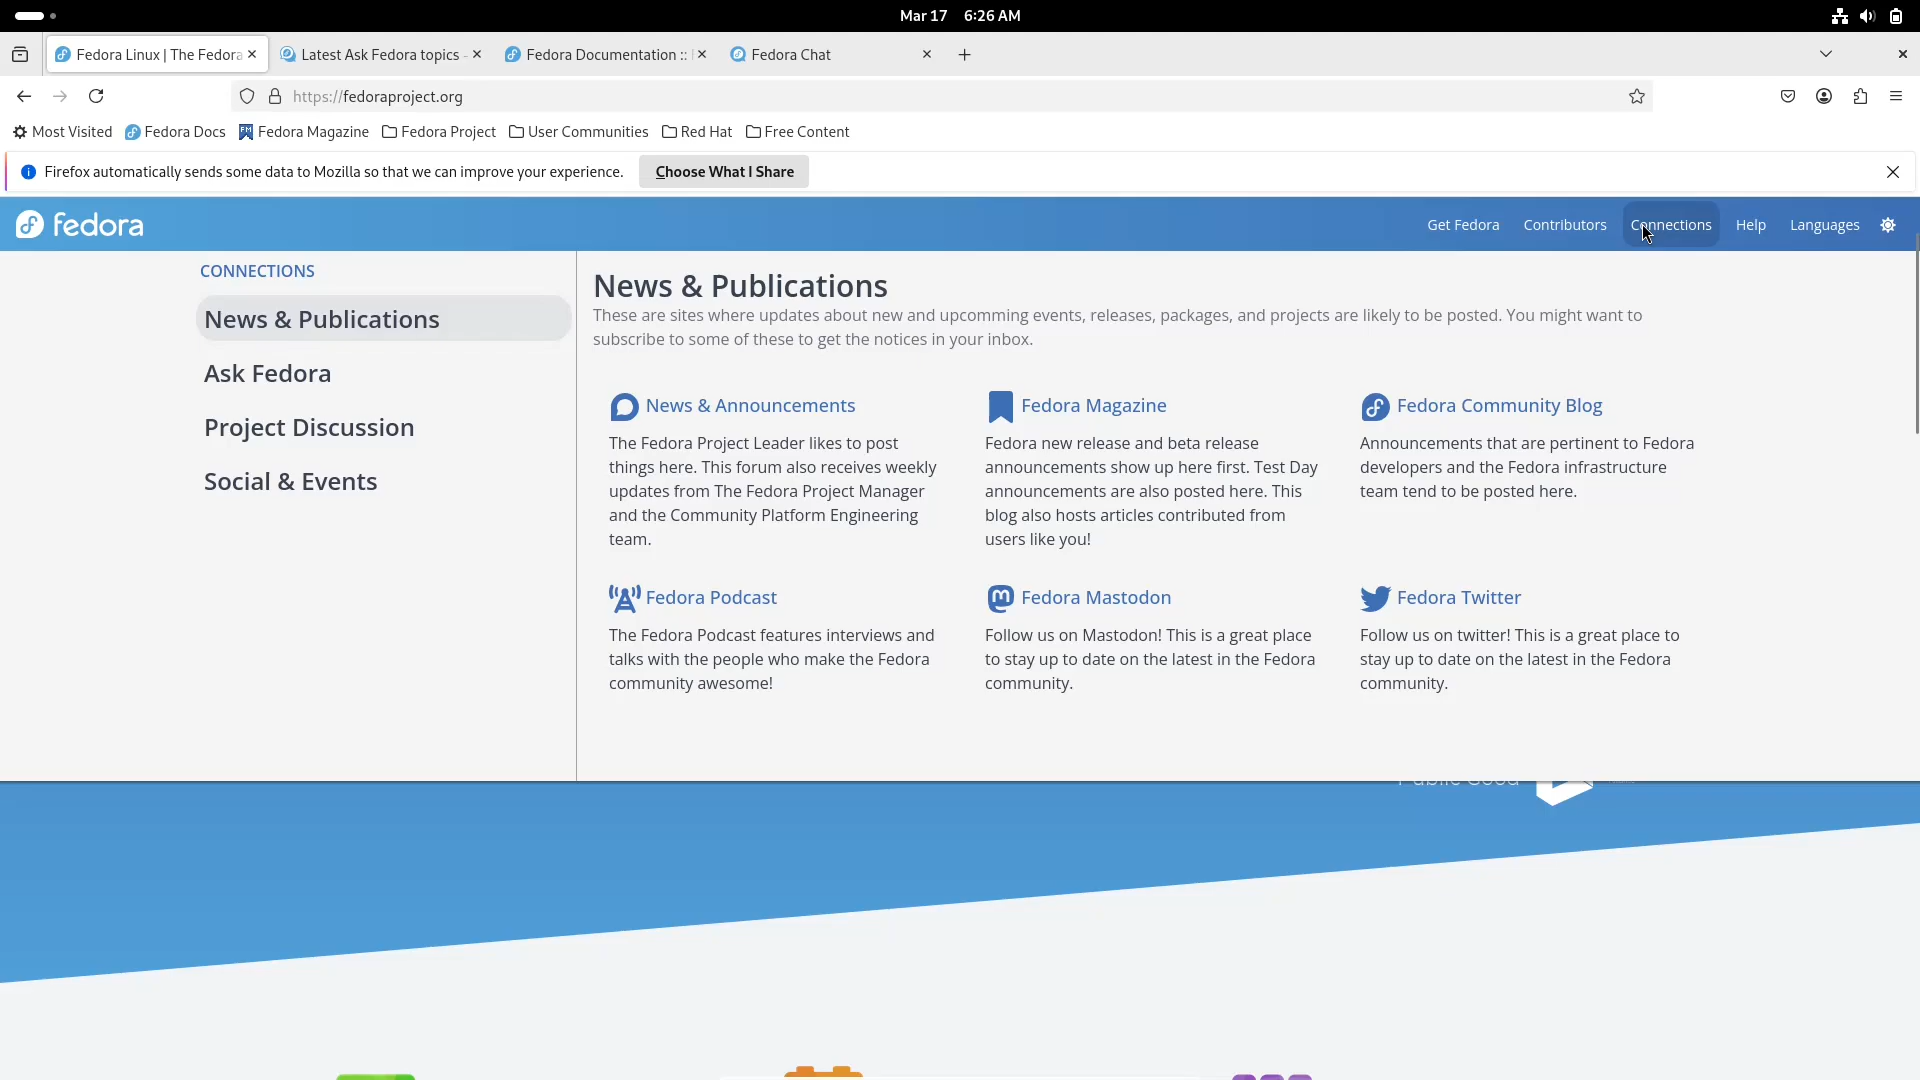 Mar 17 6:26 AM
Fedora Linux | The Fedora
Latest Ask Fedora topics -
Fedora Documentation ::
Fedora Chat
https://fedoraproject.org
Most Visited Fedora Docs Fedora Magazine Fedora Project User Communities Red Hat Free Content
Firefox automatically sends some data to Mozilla so that we can improve your experience. Choose What I Share
fedora
Get Fedora Contributors Connections Help Languages
CONNECTIONS
News & Publications
Ask Fedora
Project Discussion
Social & Events
News & Publications
These are sites where updates about new and upcomming events, releases, packages, and projects are likely to be posted. You might want to
subscribe to some of these to get the notices in your inbox.
News & Announcements
The Fedora Project Leader likes to post
things here. This forum also receives weekly
updates from The Fedora Project Manager
and the Community Platform Engineering
team.
Fedora Magazine
Fedora new release and beta release
announcements show up here first. Test Day
announcements are also posted here. This
blog also hosts articles contributed from
users like you!
Fedora Community Blog
Announcements that are pertinent to Fedora
developers and the Fedora infrastructure
team tend to be posted here.
Fedora Podcast
The Fedora Podcast features interviews and
talks with the people who make the Fedora
community awesome!
Fedora Mastodon
Follow us on Mastodon! This is a great place
to stay up to date on the latest in the Fedora
community.
Fedora Twitter
Follow us on twitter! This is a great place to
stay up to date on the latest in the Fedora
community.
Public Good